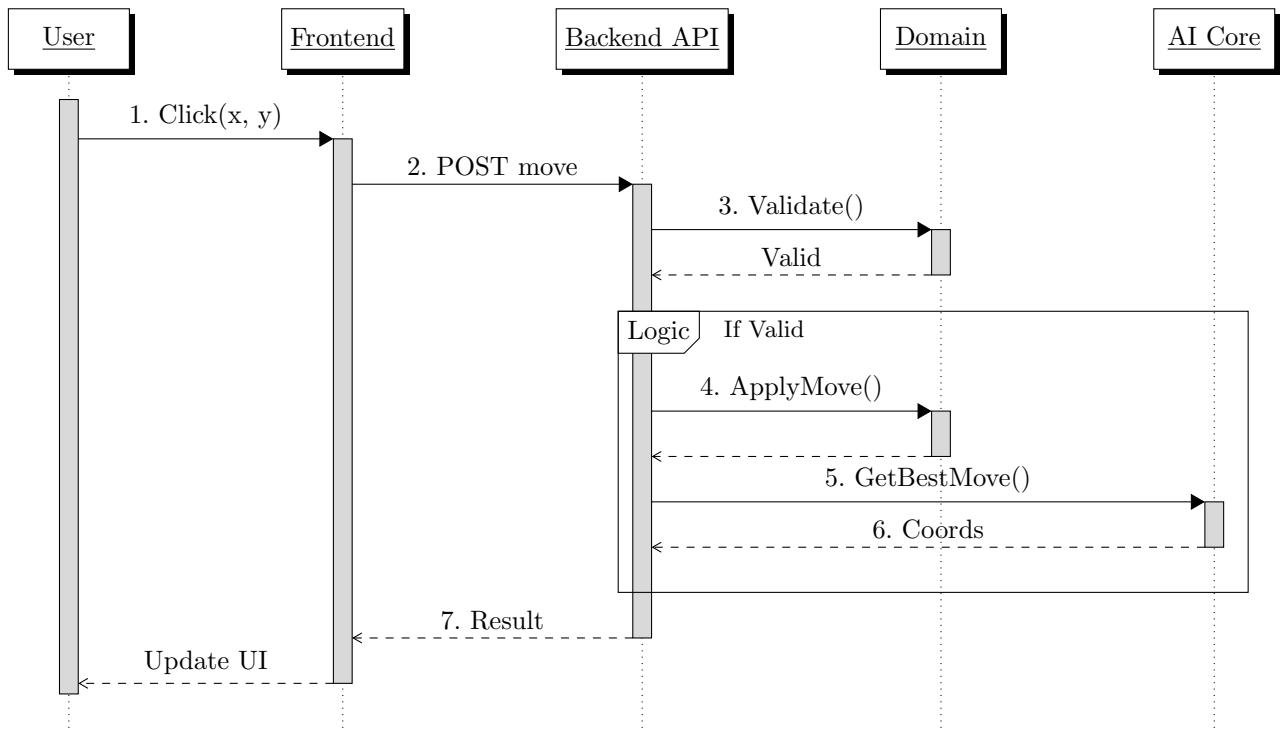 User
Frontend
Backend API
Domain
AI Core
1. Click(x, y)
2. POST move
3. Validate()
Valid
Logic
If Valid
4. ApplyMove()
5. GetBestMove()
6. Coords
7. Result
Update UI